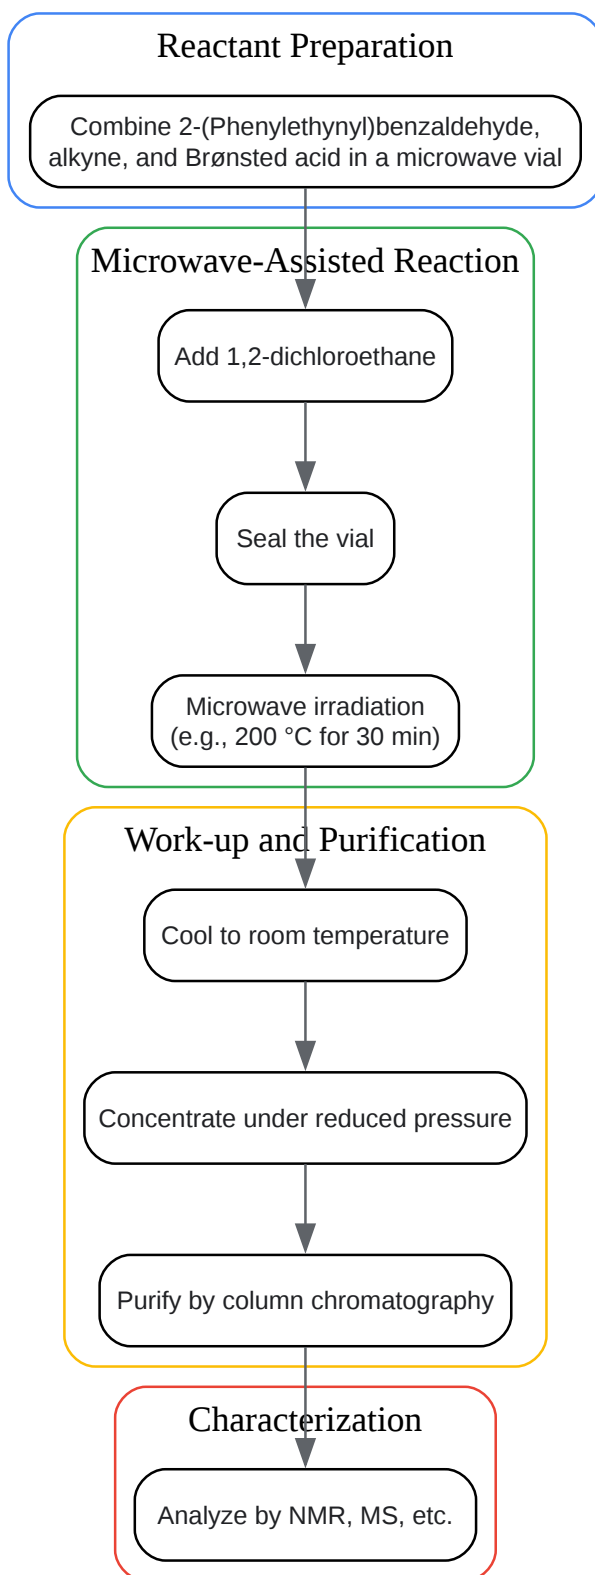 Reactant Preparation
Combine 2-(Phenylethynyl)benzaldehyde,
alkyne, and Brønsted acid in a microwave vial
Microwave-Assisted Reaction
Add 1,2-dichloroethane
Seal the vial
Microwave irradiation
(e.g., 200 °C for 30 min)
Work-up and Purification
Cool to room temperature
Concentrate under reduced pressure
Purify by column chromatography
Characterization
Analyze by NMR, MS, etc.